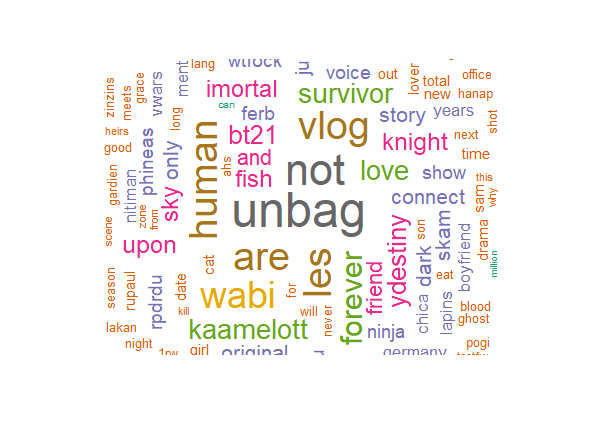 lang
wtfock
ju
voice
out
lover
total
office
new
hanap
zinzins
meets
grace
vwars
ment
imortal
survivor
can
long
ferb
bt21
vlog
story
years
shot
heirs
good
phineas
only
human
and
fish
ahs
not
love
knight
next
time
show
connect
sam
this
why
gardien
nitiman
zone
from
sky
unbag
scene
upon
cat
are
les
forever
friend
ydestiny
son
dark
skam
boyfriend
drama
million
season
rupaul
rpdrdu
date
kill
wabi
for
will
never
eat
chica
lapins
blood
ghost
lakan
night
kaamelott
ninja
pogi
1rw
girl
original
germany